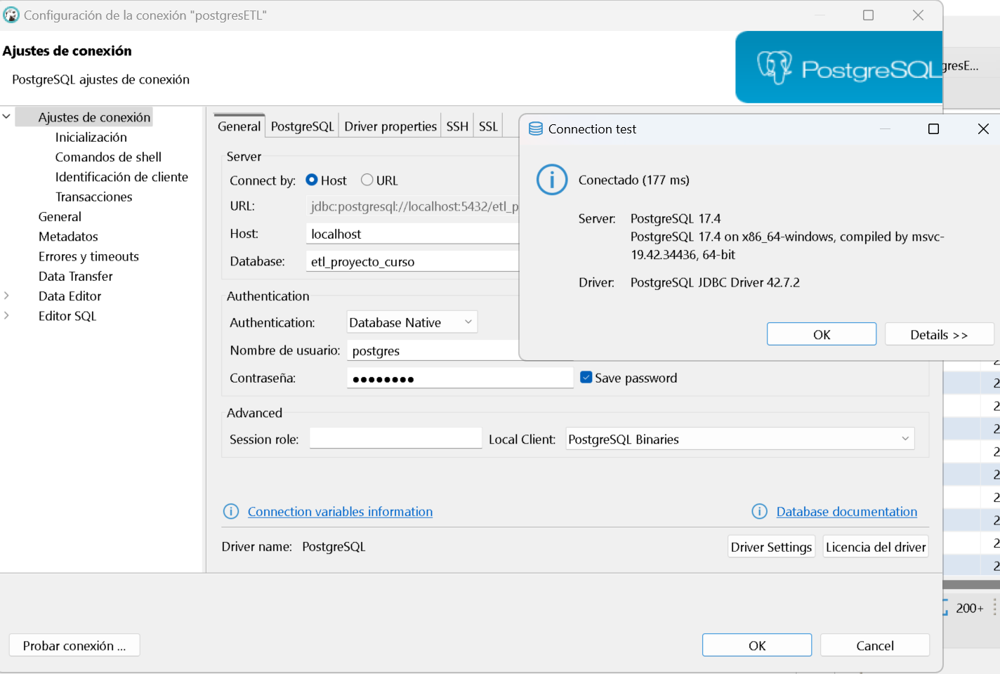 Configuración de la conexión "postgresETL"
Ajustes de conexión
PostgreSQL ajustes de conexión
PostgreSQL
gresE...
Ajustes de conexión
Inicialización
Comandos de shell
Identificación de cliente
Transacciones
General
Metadatos
Errores y timeouts
Data Transfer
Data Editor
Editor SQL
General PostgreSQL Driver properties SSH SSL
Server
Connect by: Host URL
URL: jdbc:postgresql://localhost:5432/etl_p
Host: localhost
Database: etl_proyecto_curso
Authentication
Authentication: Database Native
Nombre de usuario: postgres
Contraseña: ●●●●●●●● Save password
Advanced
Session role: Local Client: PostgreSQL Binaries
Connection variables information Database documentation
Driver name: PostgreSQL Driver Settings Licencia del driver
Probar conexión ... OK Cancel
Connection test
Conectado (177 ms)
Server: PostgreSQL 17.4
PostgreSQL 17.4 on x86_64-windows, compiled by msvc-
19.42.34436, 64-bit
Driver: PostgreSQL JDBC Driver 42.7.2
OK Details >>
2
2
2
2
2
2
2
2
2
200+